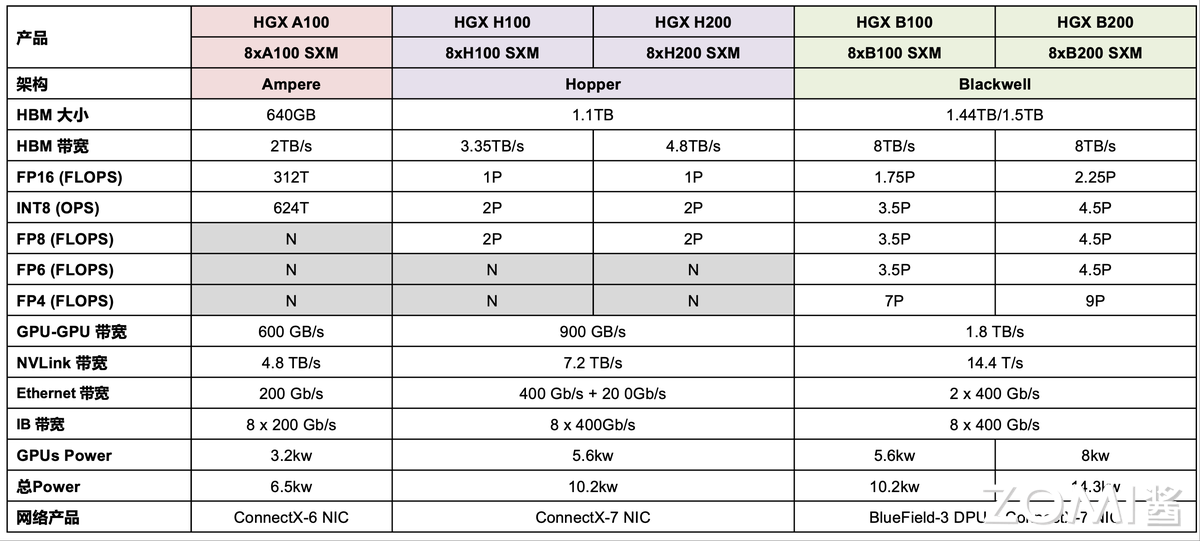 产品 HGX A100 HGX H100 HGX H200 HGX B100 HGX B200
8xA100 SXM 8xH100 SXM 8xH200 SXM 8xB100 SXM 8xB200 SXM
架构 Ampere Hopper Blackwell
HBM 大小 640GB 1.1TB 1.44TB/1.5TB
HBM 带宽 2TB/s 3.35TB/s 4.8TB/s 8TB/s 8TB/s
FP16 (FLOPS) 312T 1P 1P 1.75P 2.25P
INT8 (OPS) 624T 2P 2P 3.5P 4.5P
FP8 (FLOPS) N 2P 2P 3.5P 4.5P
FP6 (FLOPS) N N N 3.5P 4.5P
FP4 (FLOPS) N N N 7P 9P
GPU-GPU 带宽 600 GB/s 900 GB/s 1.8 TB/s
NVLink 带宽 4.8 TB/s 7.2 TB/s 14.4 T/s
Ethernet 带宽 200 Gb/s 400 Gb/s + 20 0Gb/s 2 x 400 Gb/s
IB 带宽 8 x 200 Gb/s 8 x 400Gb/s 8 x 400 Gb/s
GPUs Power 3.2kw 5.6kw 5.6kw 8kw
总Power 6.5kw 10.2kw 10.2kw 14.3kw
网络产品 ConnectX-6 NIC ConnectX-7 NIC BlueField-3 DPU ConnectX-7 NIC
ZOMI酱